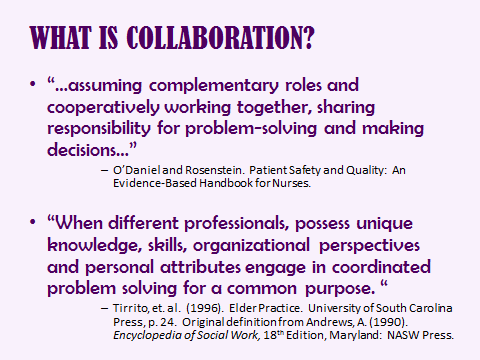 WHAT IS COLLABORATION?
• “…assuming complementary roles and
cooperatively working together, sharing
responsibility for problem-solving and making
decisions…”
– O’Daniel and Rosenstein. Patient Safety and Quality: An
Evidence-Based Handbook for Nurses.
• “When different professionals, possess unique
knowledge, skills, organizational perspectives
and personal attributes engage in coordinated
problem solving for a common purpose. “
– Tirrito, et. al. (1996). Elder Practice. University of South Carolina
Press, p. 24. Original definition from Andrews, A. (1990).
Encyclopedia of Social Work, 18th Edition, Maryland: NASW Press.